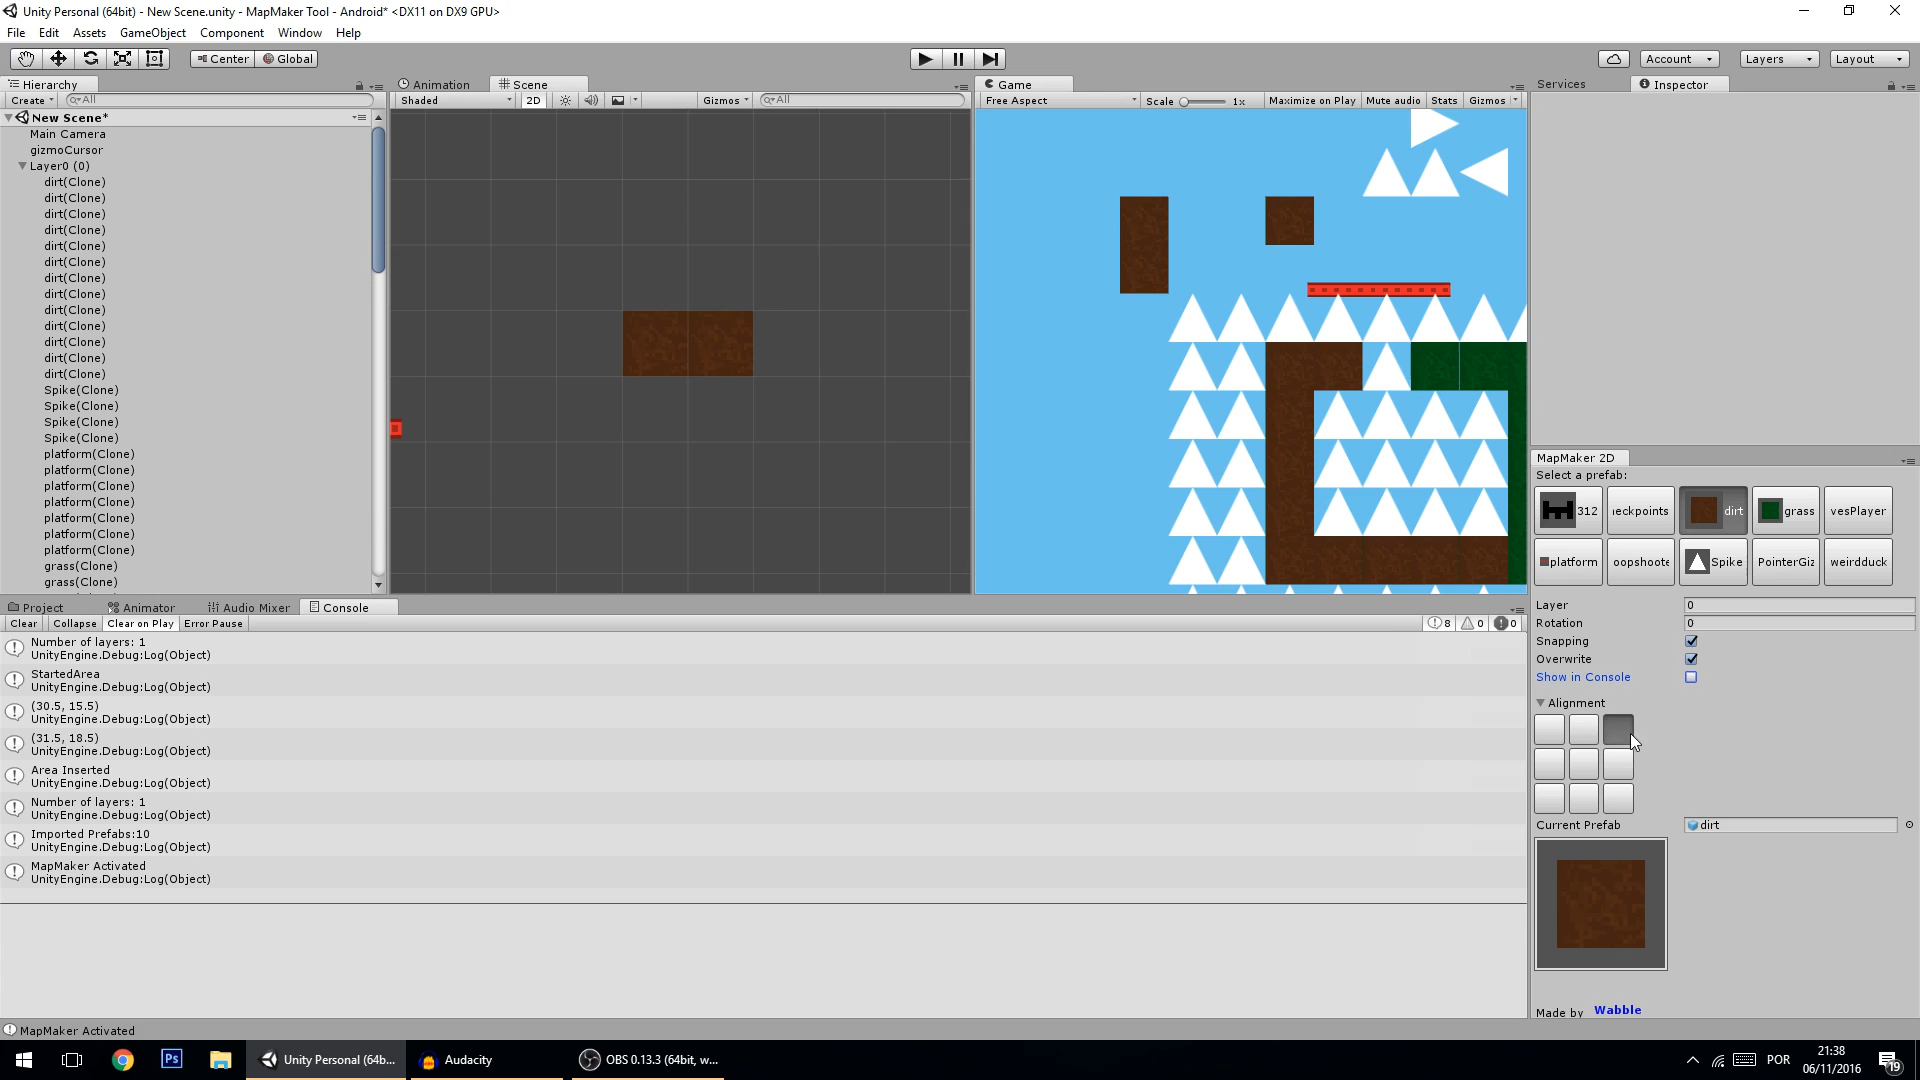 Unity Personal (64bit) - New Scene.unity - MapMaker Tool - Android* <DX11 on DX9 GPU>
File Edit Assets GameObject Component Window Help
Center Global Account Layers Layout
Hierarchy
Create All
New Scene*
Main Camera
gizmoCursor
Layer0 (0)
dirt(Clone)
dirt(Clone)
dirt(Clone)
dirt(Clone)
dirt(Clone)
dirt(Clone)
dirt(Clone)
dirt(Clone)
dirt(Clone)
dirt(Clone)
dirt(Clone)
dirt(Clone)
dirt(Clone)
Spike(Clone)
Spike(Clone)
Spike(Clone)
Spike(Clone)
platform(Clone)
platform(Clone)
platform(Clone)
platform(Clone)
platform(Clone)
platform(Clone)
platform(Clone)
grass(Clone)
grass(Clone)
Animation Scene
Shaded 2D Gizmos All
Game
Free Aspect Scale 1x Maximize on Play Mute audio Stats Gizmos
Services Inspector
MapMaker 2D
Select a prefab:
312 eckpoints dirt grass vesPlayer
platform oopshoote Spike PointerGiz weirdduck
Layer 0
Rotation 0
Snapping
Overwrite
Show in Console
Alignment
Current Prefab dirt
Made by Wabble
Project Animator Audio Mixer Console
Clear Collapse Clear on Play Error Pause 8 0 0
Number of layers: 1
UnityEngine.Debug:Log(Object)
StartedArea
UnityEngine.Debug:Log(Object)
(30.5, 15.5)
UnityEngine.Debug:Log(Object)
(31.5, 18.5)
UnityEngine.Debug:Log(Object)
Area Inserted
UnityEngine.Debug:Log(Object)
Number of layers: 1
UnityEngine.Debug:Log(Object)
Imported Prefabs:10
UnityEngine.Debug:Log(Object)
MapMaker Activated
UnityEngine.Debug:Log(Object)
MapMaker Activated
Ps Unity Personal (64b... Audacity OBS 0.13.3 (64bit, w... POR
21:38
06/11/2016
19